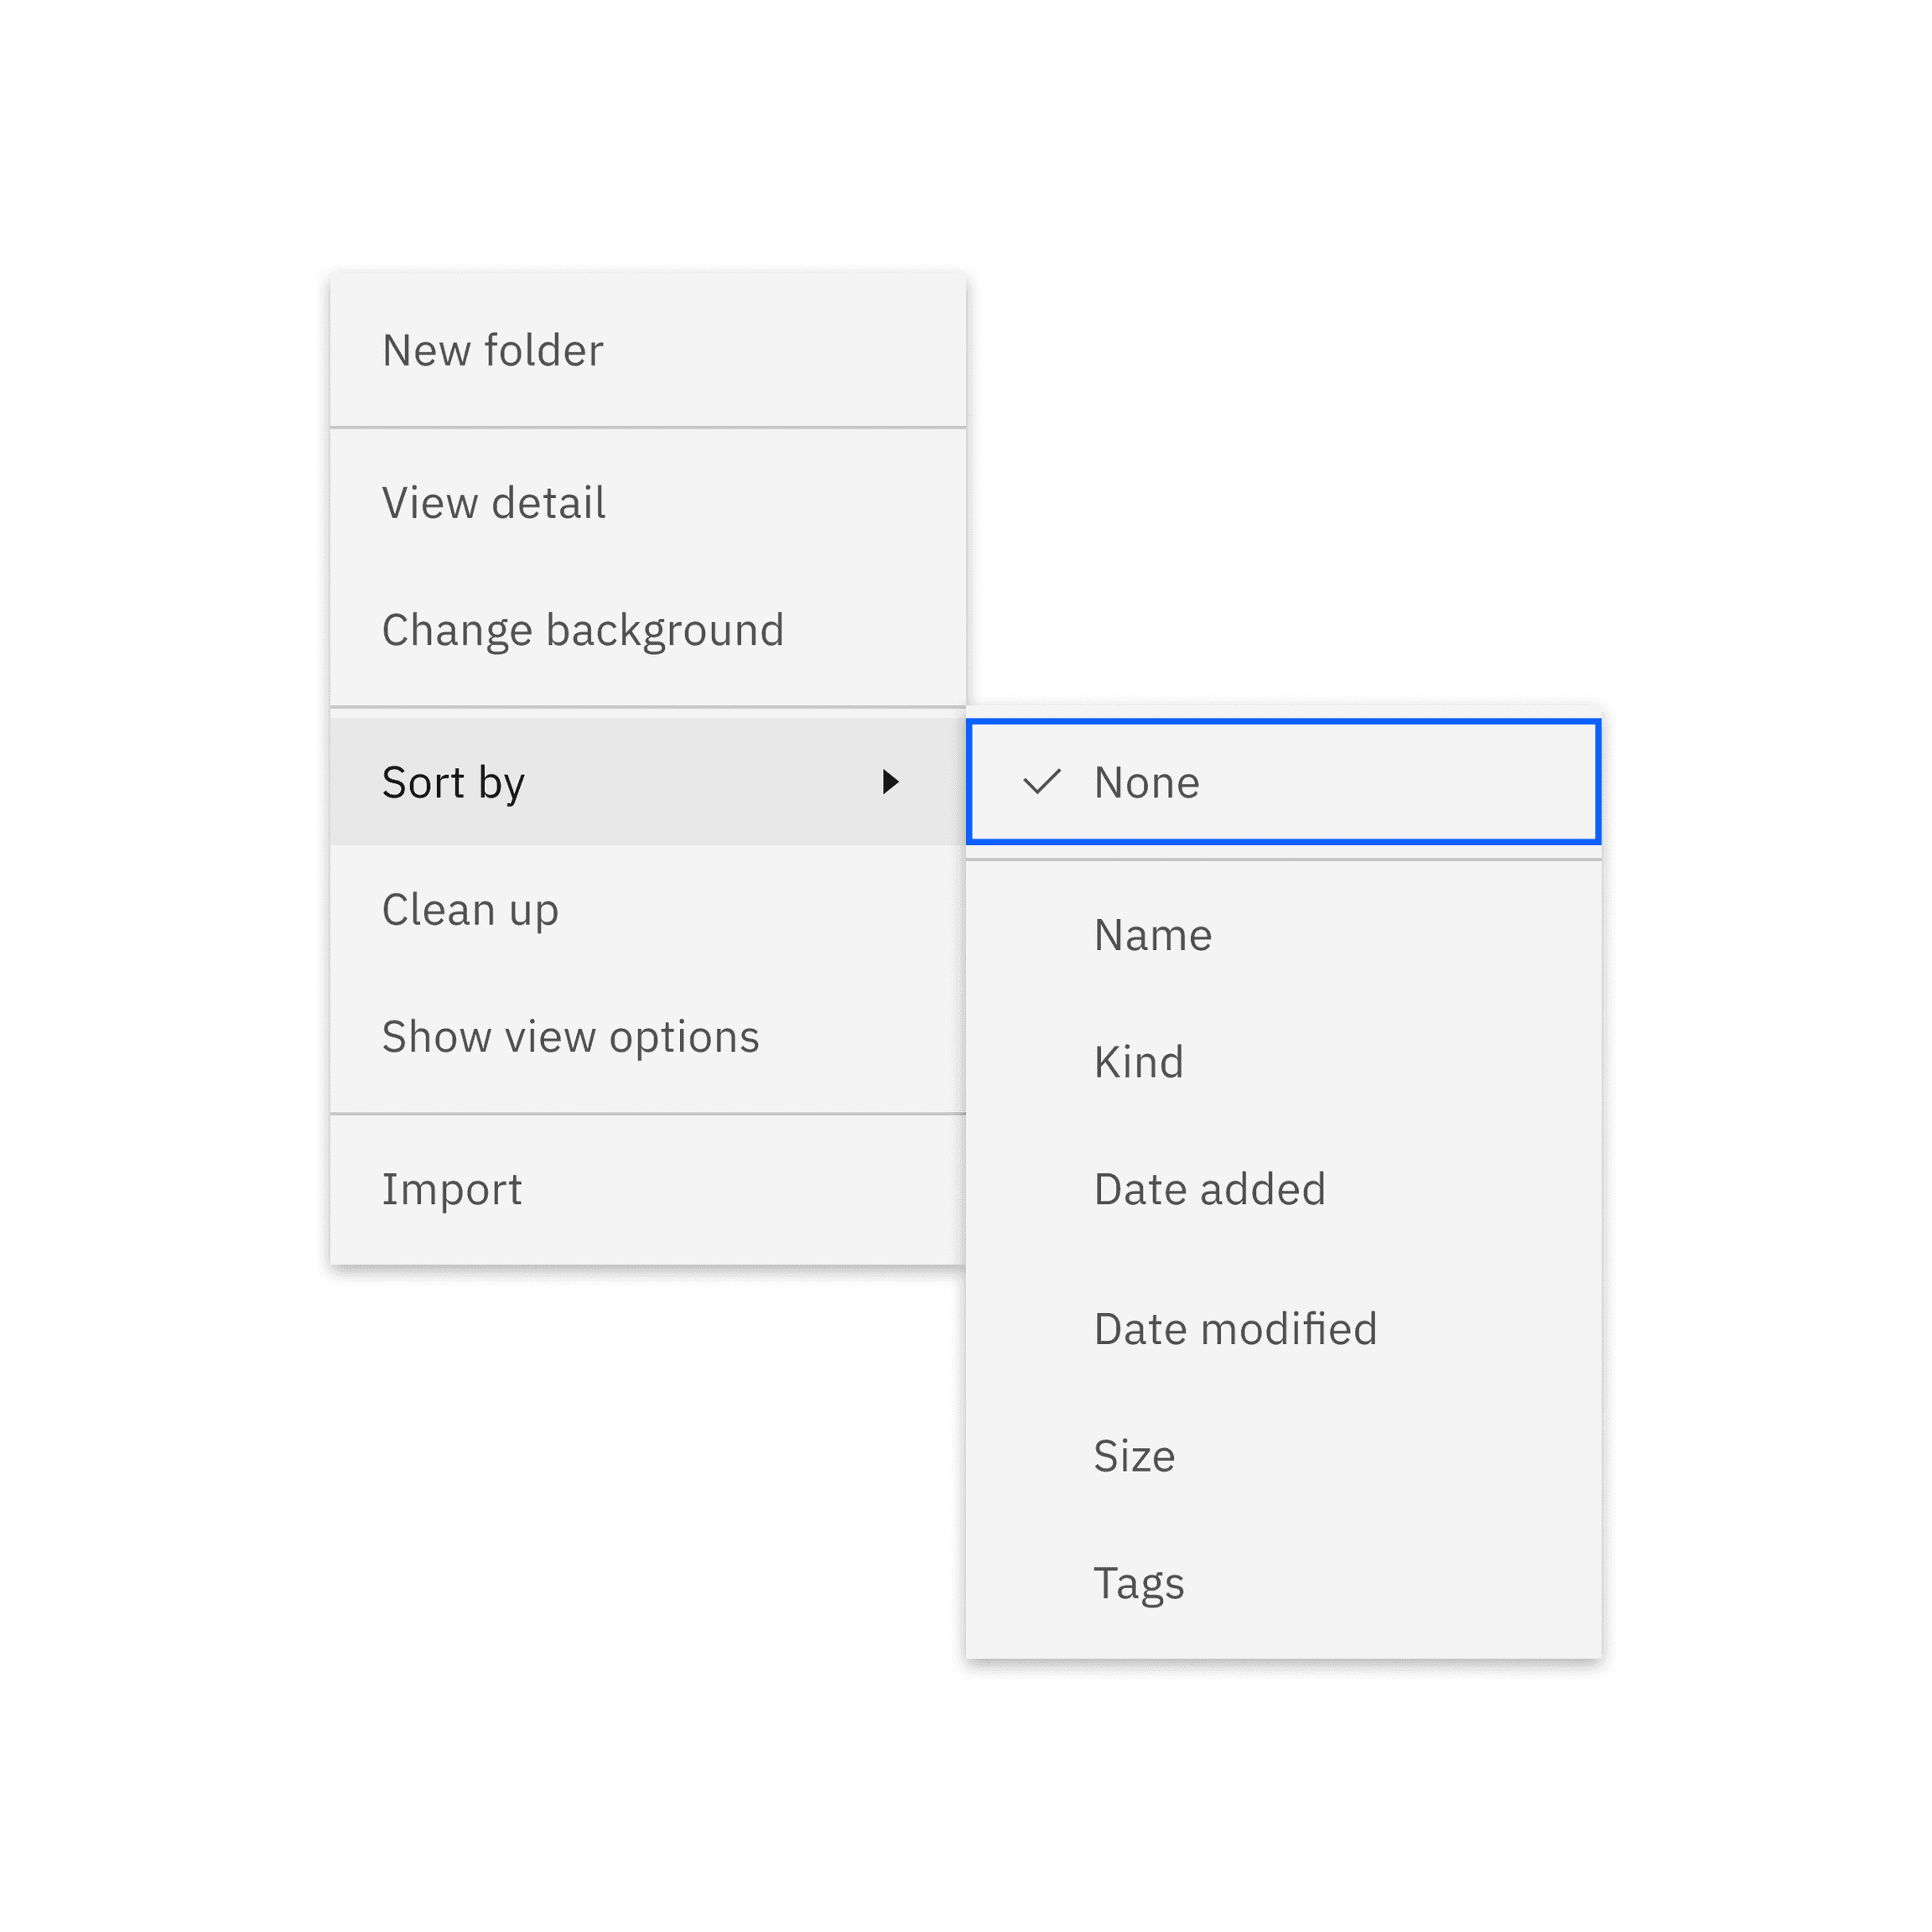 New folder
View detail
Change background
Sort by
Clean up
Show view options
Import
None
Name
Kind
Date added
Date modified
Size
Tags